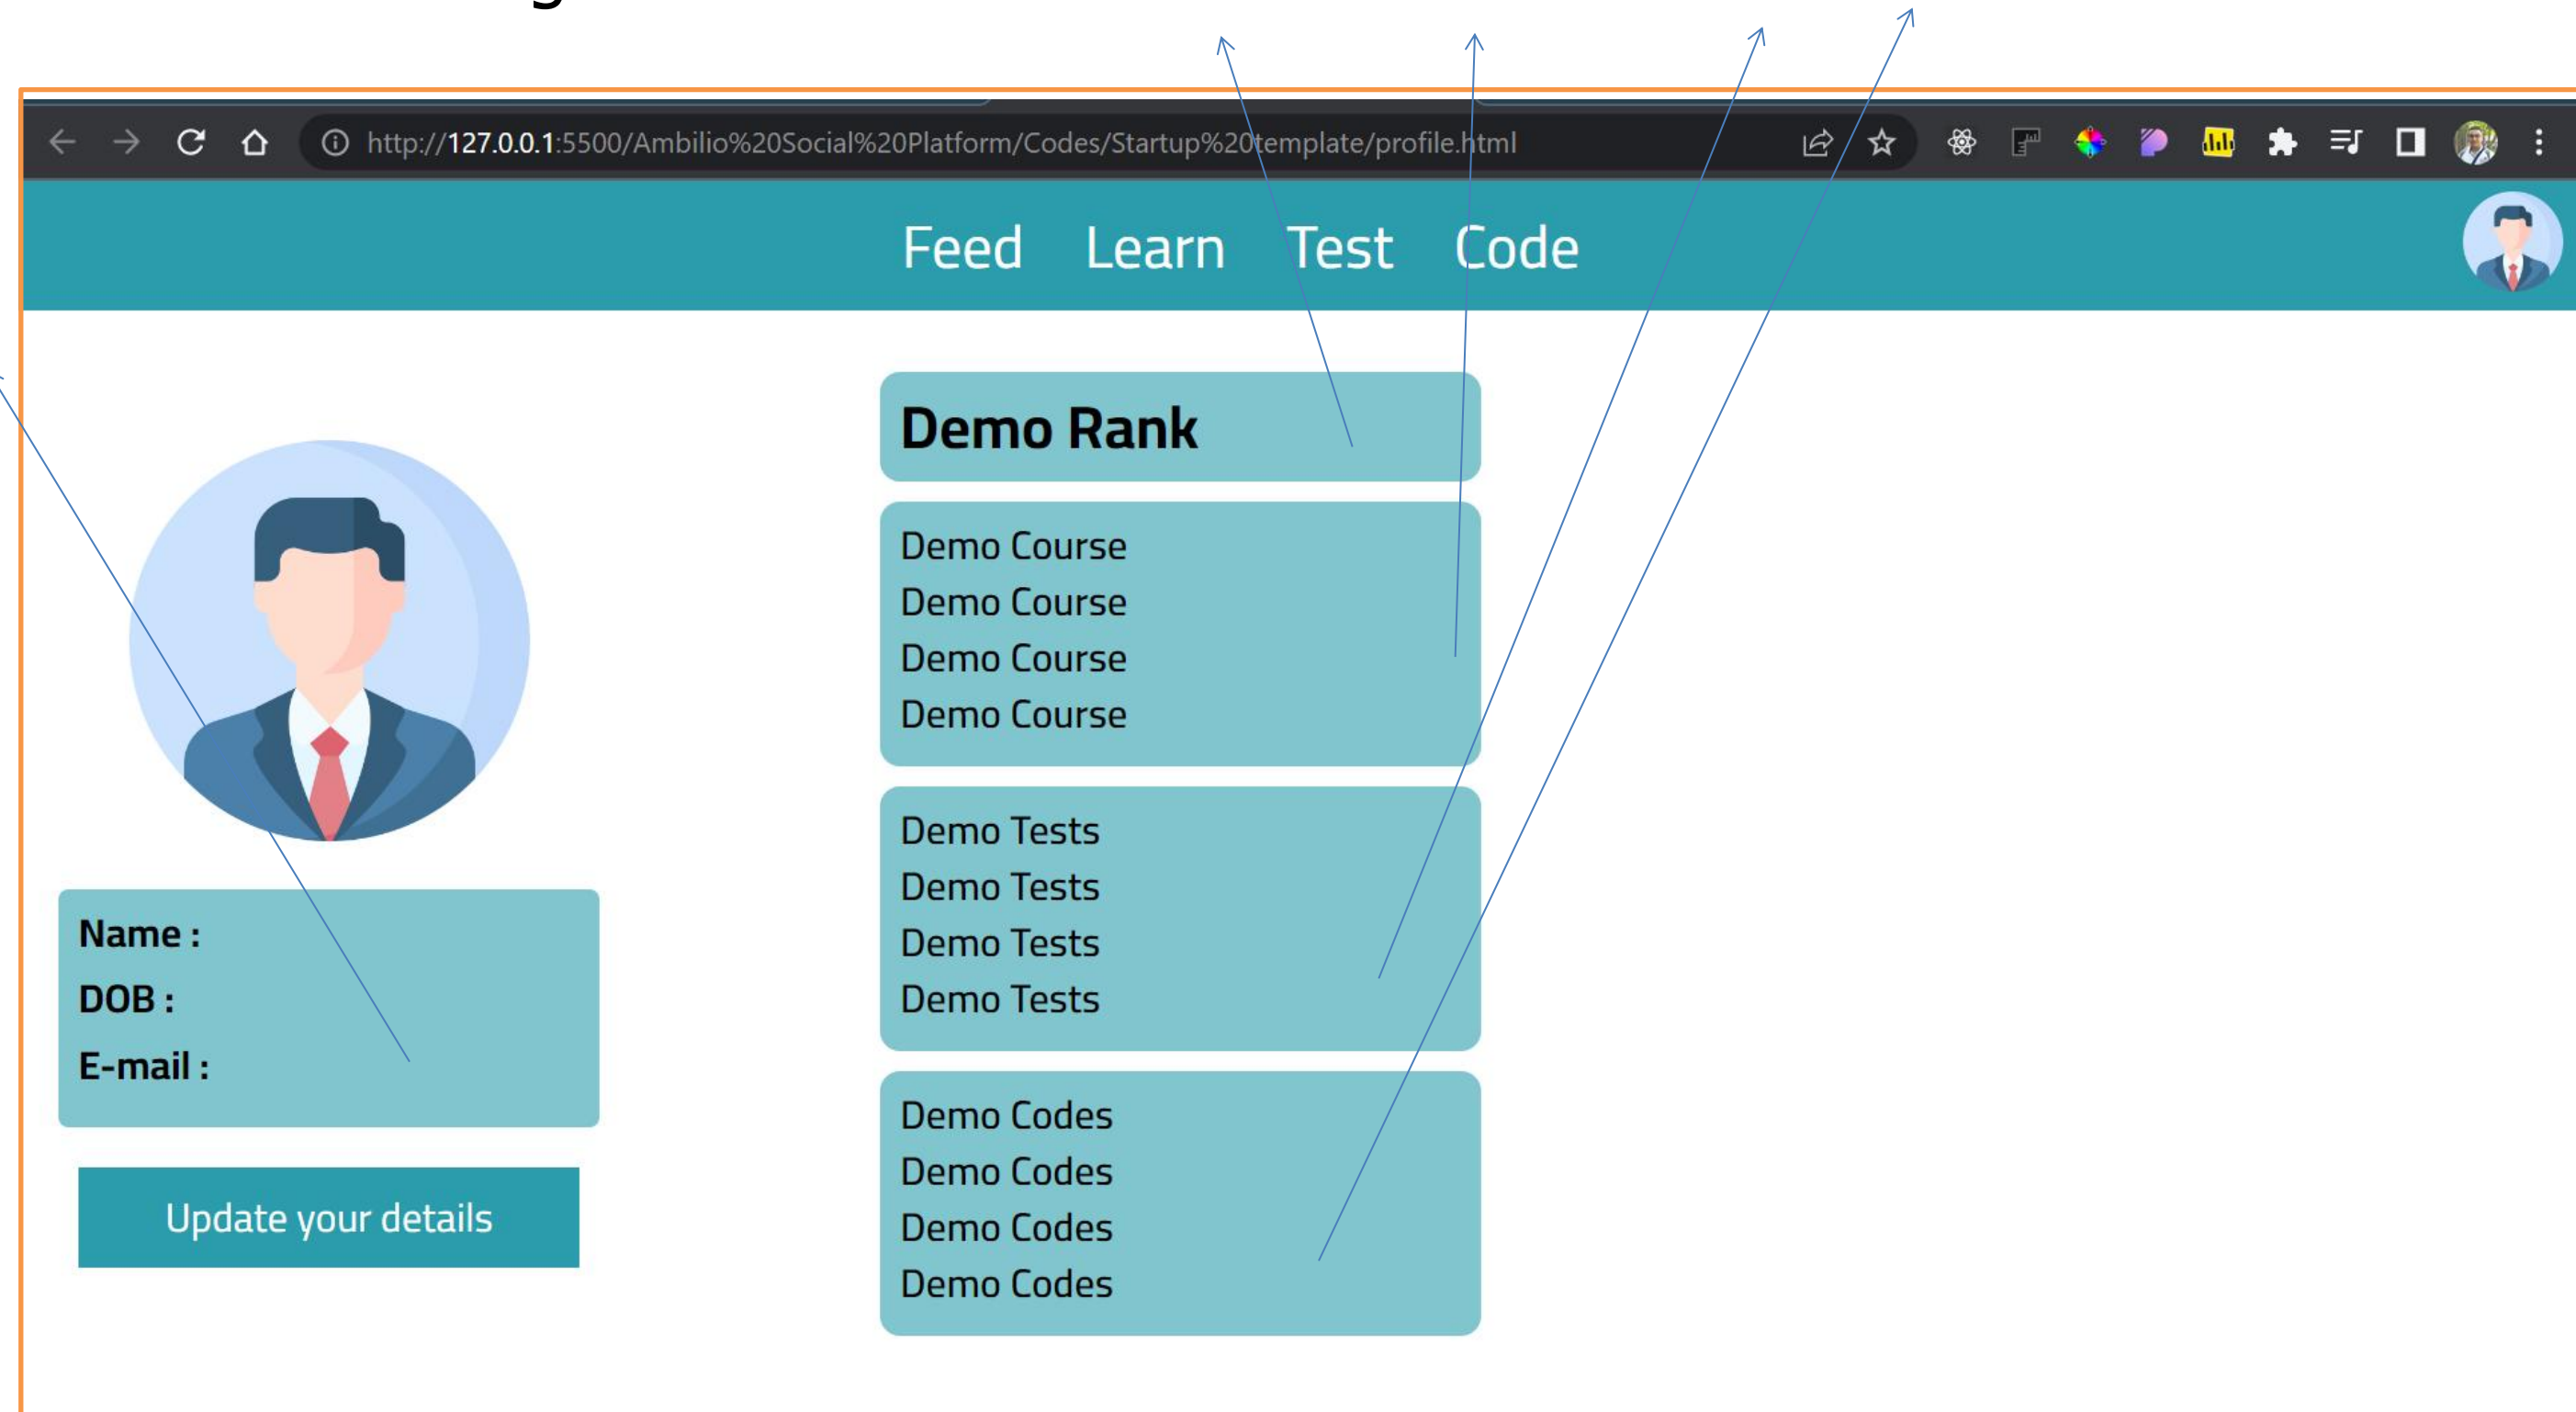 http://127.0.0.1:5500/Ambilio%20Social%20Platform/Codes/Startup%20template/profile.html
Feed Learn Test Code
Demo Rank
Demo Course
Demo Course
Demo Course
Demo Course
Demo Tests
Demo Tests
Demo Tests
Demo Tests
Demo Codes
Demo Codes
Demo Codes
Demo Codes
Name :
DOB :
E-mail :
Update your details